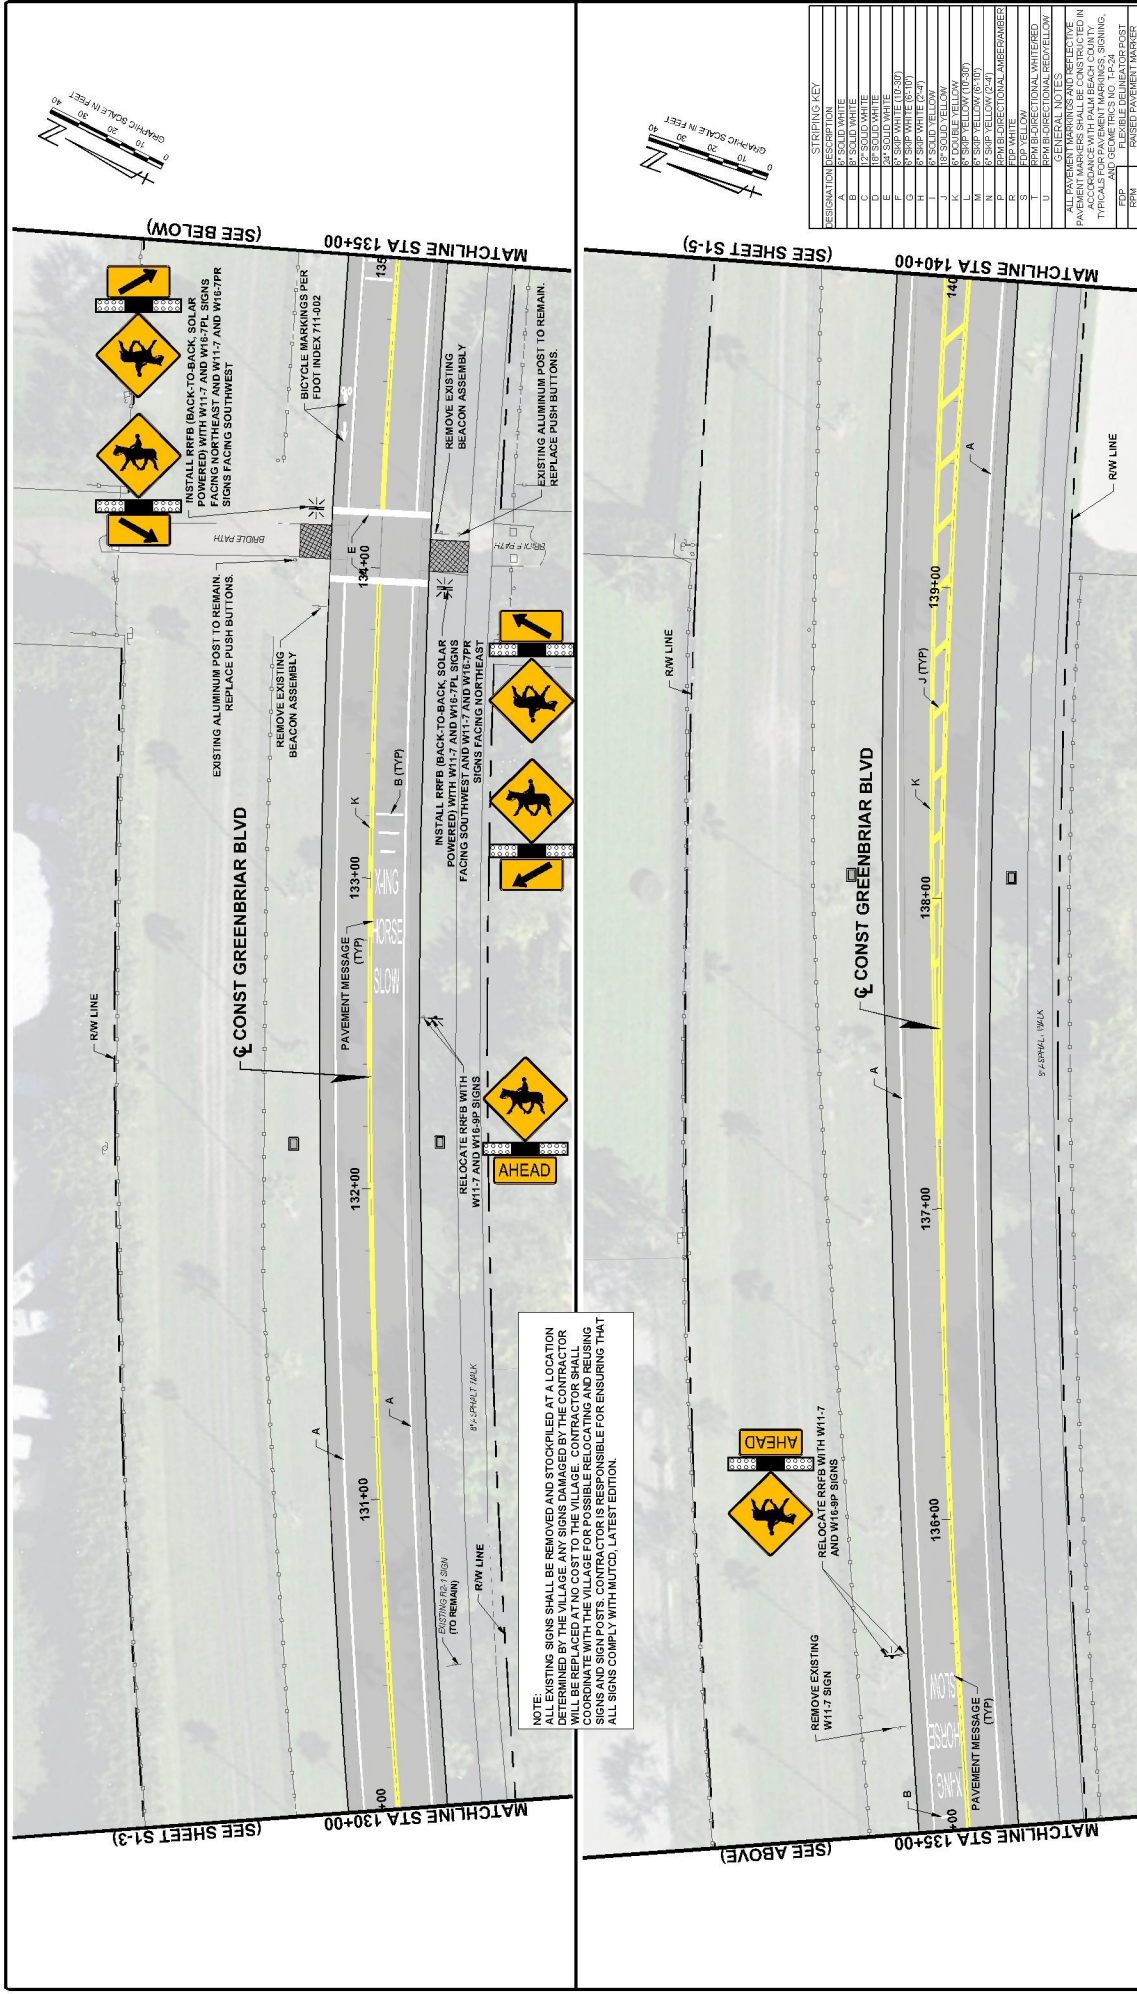 (SEE SHEET S1-3)
MATCHLINE STA 130+00
R/W LINE
EXISTING ALUMINUM POST TO REMAIN.
REPLACE PUSH BUTTONS.
REMOVE EXISTING
BEACON ASSEMBLY
BRIDLE PATH
INSTALL RRFB (BACK-TO-BACK, SOLAR
POWERED) WITH W11-7 AND W16-7PL SIGNS
FACING NORTHEAST AND W11-7 AND W16-7PR
SIGNS FACING SOUTHWEST
BICYCLE MARKINGS PER
FDOT INDEX 711-002
(SEE BELOW)
MATCHLINE STA 135+00
GRAPHIC SCALE IN FEET
0
10
20
30
40
N
℄ CONST GREENBRIAR BLVD
PAVEMENT MESSAGE
(TYP)
A
A
K
B (TYP)
E
+00
131+00
132+00
133+00
134+00
135
SLOW
HORSE
X-ING
EXISTING R2-1 SIGN
(TO REMAIN)
R/W LINE
8' ASPHALT WALK
RELOCATE RRFB WITH
W11-7 AND W16-9P SIGNS
AHEAD
INSTALL RRFB (BACK-TO-BACK, SOLAR
POWERED) WITH W11-7 AND W16-7PL SIGNS
FACING SOUTHWEST AND W11-7 AND W16-7PR
SIGNS FACING NORTHEAST
REMOVE EXISTING
BEACON ASSEMBLY
EXISTING ALUMINUM POST TO REMAIN.
REPLACE PUSH BUTTONS.
BRIDLE PATH
NOTE:
ALL EXISTING SIGNS SHALL BE REMOVED AND STOCKPILED AT A LOCATION
DETERMINED BY THE VILLAGE. ANY SIGNS DAMAGED BY THE CONTRACTOR
WILL BE REPLACED AT NO COST TO THE VILLAGE. CONTRACTOR SHALL
COORDINATE WITH THE VILLAGE FOR POSSIBLE RELOCATING AND REUSING
SIGNS AND SIGN POSTS. CONTRACTOR IS RESPONSIBLE FOR ENSURING THAT
ALL SIGNS COMPLY WITH MUTCD, LATEST EDITION.
(SEE ABOVE)
MATCHLINE STA 135+00
REMOVE EXISTING
W11-7 SIGN
AHEAD
RELOCATE RRFB WITH W11-7
AND W16-9P SIGNS
B
X-ING
HORSE
SLOW
PAVEMENT MESSAGE
(TYP)
R/W LINE
℄ CONST GREENBRIAR BLVD
A
K
J (TYP)
A
+00
136+00
137+00
138+00
139+00
140
8' ASPHALT WALK
R/W LINE
(SEE SHEET S1-5)
MATCHLINE STA 140+00
GRAPHIC SCALE IN FEET
0
10
20
30
40
N
STRIPING KEY
DESIGNATION DESCRIPTION
A 6" SOLID WHITE
B 8" SOLID WHITE
C 12" SOLID WHITE
D 18" SOLID WHITE
E 24" SOLID WHITE
F 6" SKIP WHITE (10'-30')
G 6" SKIP WHITE (6'-10')
H 6" SKIP WHITE (2'-4')
I 6" SOLID YELLOW
J 18" SOLID YELLOW
K 6" DOUBLE YELLOW
L 6" SKIP YELLOW (10'-30')
M 6" SKIP YELLOW (6'-10')
N 6" SKIP YELLOW (2'-4')
P RPM BI-DIRECTIONAL AMBER/AMBER
R FDP WHITE
S FDP YELLOW
T RPM BI-DIRECTIONAL WHITE/RED
U RPM BI-DIRECTIONAL RED/YELLOW
GENERAL NOTES
ALL PAVEMENT MARKINGS AND REFLECTIVE
PAVEMENT MARKERS SHALL BE CONSTRUCTED IN
ACCORDANCE WITH PALM BEACH COUNTY
TYPICALS FOR PAVEMENT MARKINGS, SIGNING,
AND GEOMETRICS NO. T-P-24
FDP FLEXIBLE DELINEATOR POST
RPM RAISED PAVEMENT MARKER